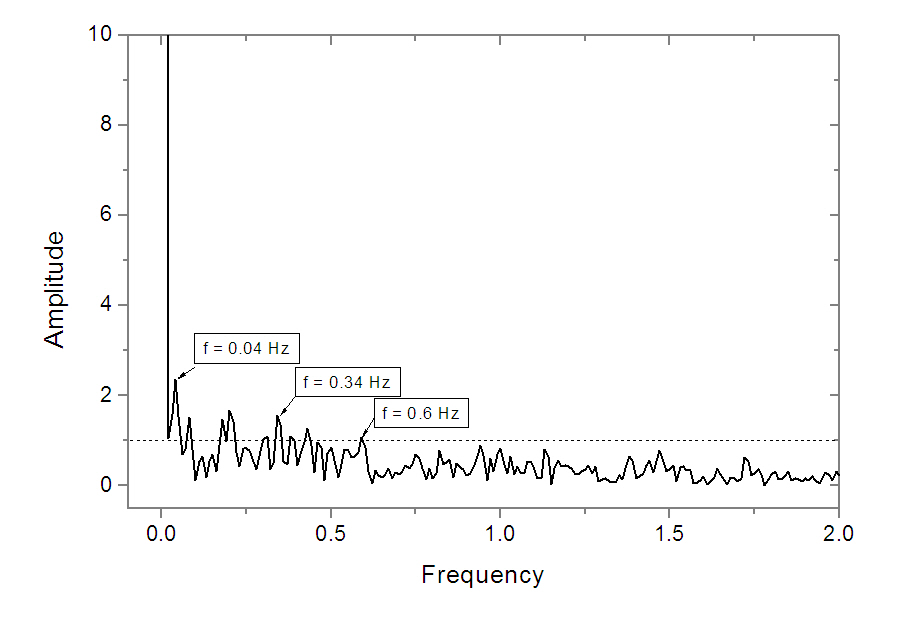 10
8
6
4
2
0
Amplitude
f = 0.04 Hz
f = 0.34 Hz
f = 0.6 Hz
0.0 0.5 1.0 1.5 2.0
Frequency